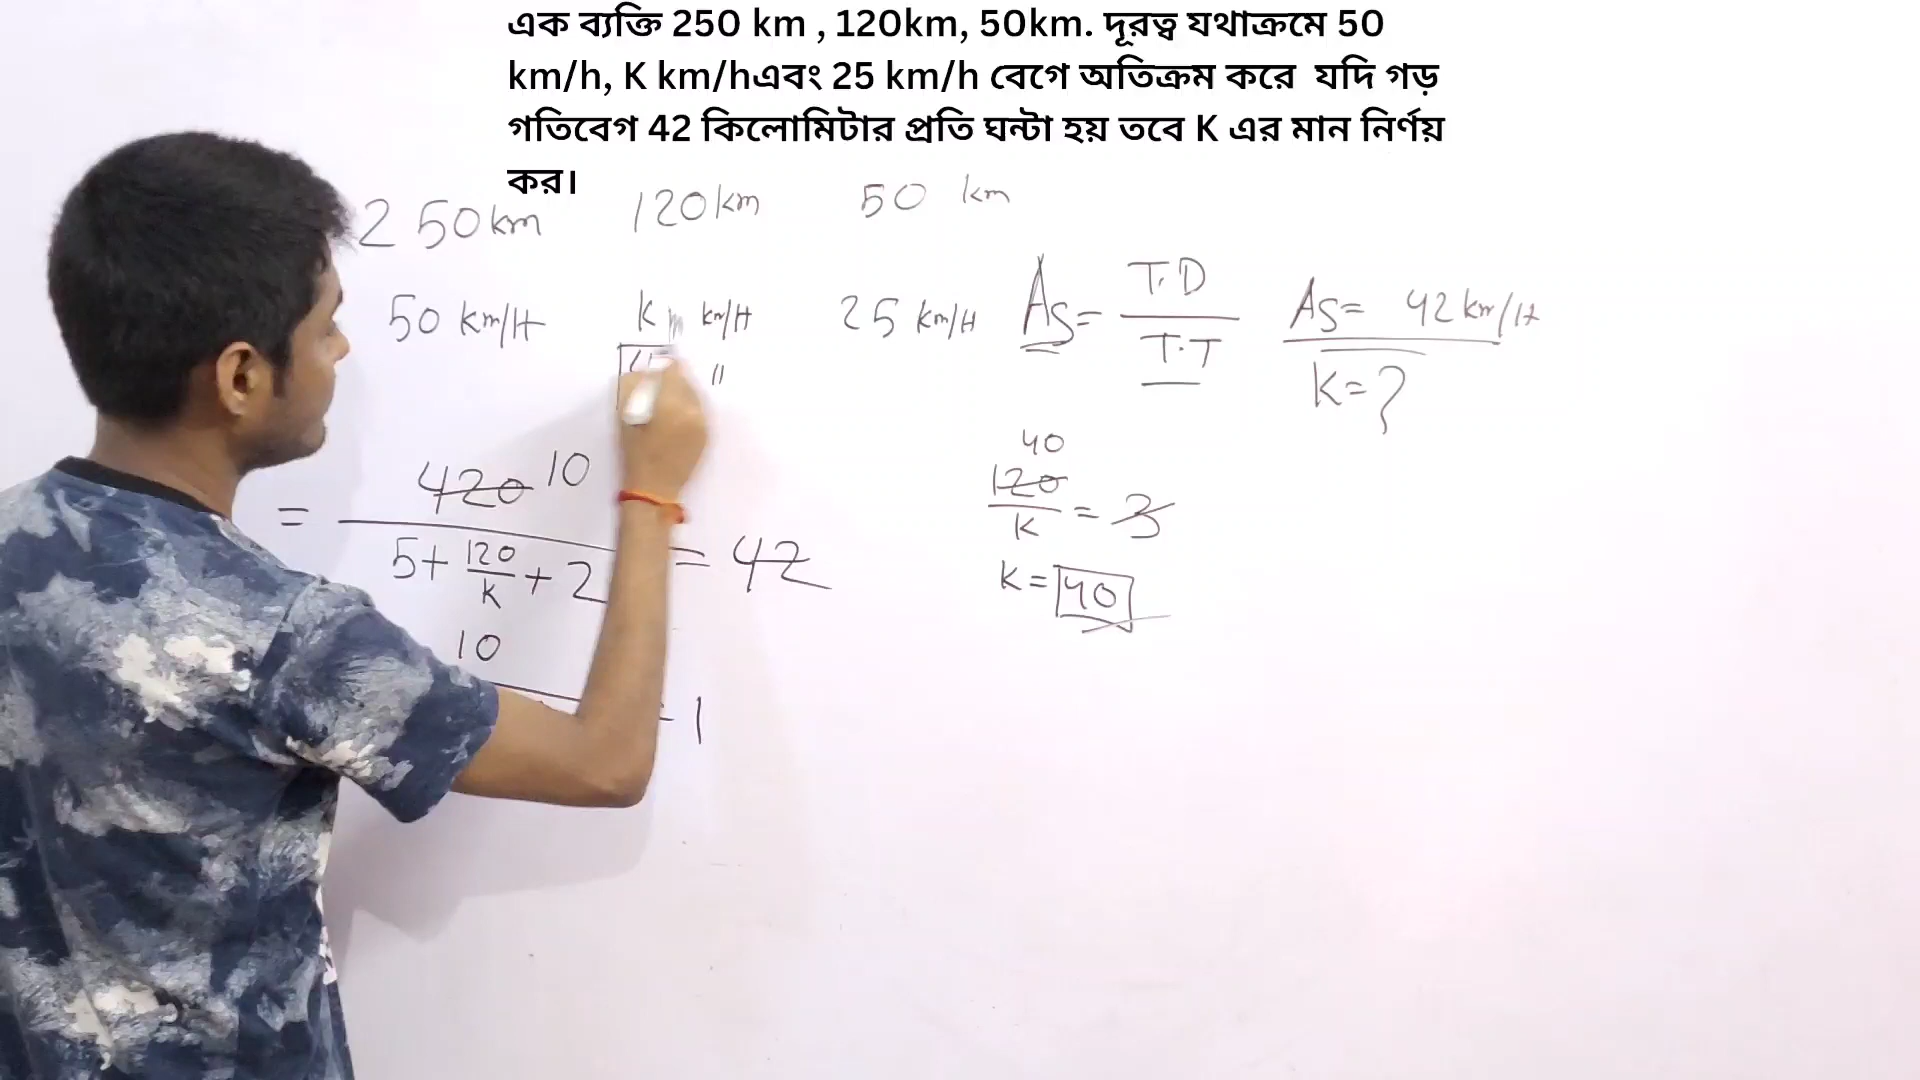 এক ব্যক্তি 250 km , 120km, 50km. দূরত্ব যথাক্রমে 50
km/h, K km/hএবং 25 km/h বেগে অতিক্রম করে যদি গড়
গতিবেগ 42 কিলোমিটার প্রতি ঘন্টা হয় তবে K এর মান নির্ণয়
কর।
250km 120km 50 km
50 km/H K km/H 25 km/H
"
AS = T.D / T.T
AS = 42 km/H
K = ?
= 420 10 / 5 + 120/K + 2 = 42
10
1
40
120/K = 3
K = 40